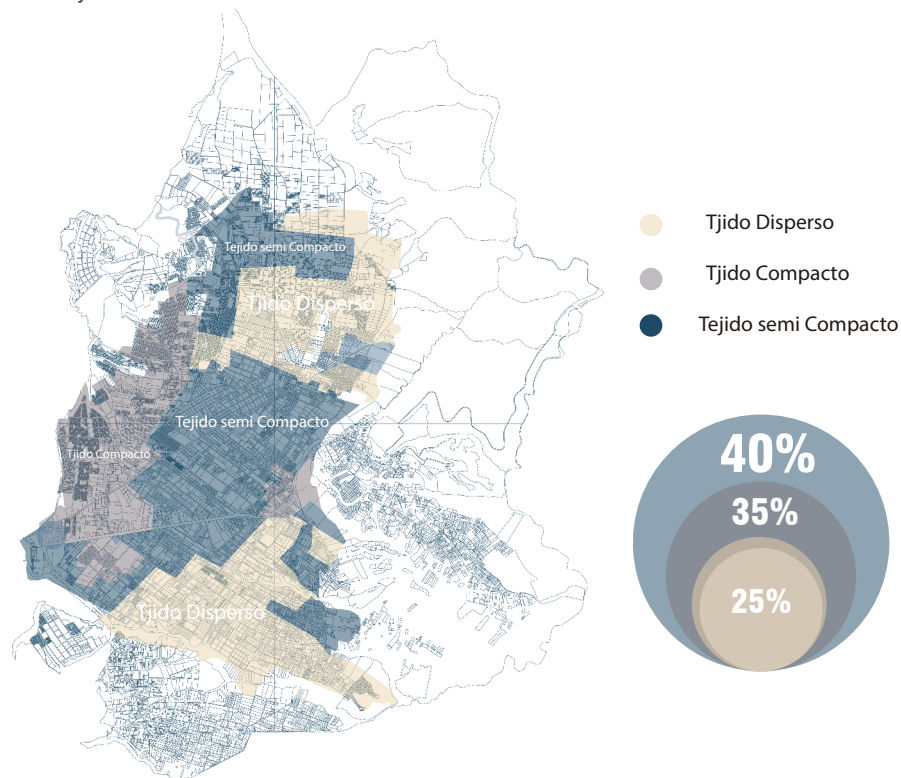 Tejido semi Compacto
Tjido Disperso
Tejido semi Compacto
Tjido Compacto
Tjido Disperso
Tjido Disperso
Tjido Compacto
Tejido semi Compacto
40%
35%
25%